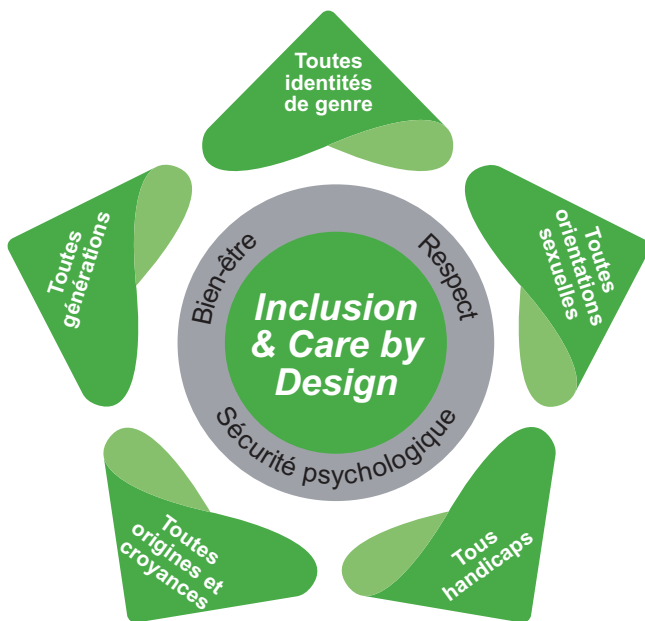 Toutes
identités
de genre
Toutes
orientations
sexuelles
Tous
handicaps
Toutes
origines et
croyances
Toutes
générations
Bien-être
Respect
Sécurité psychologique
Inclusion
& Care by
Design